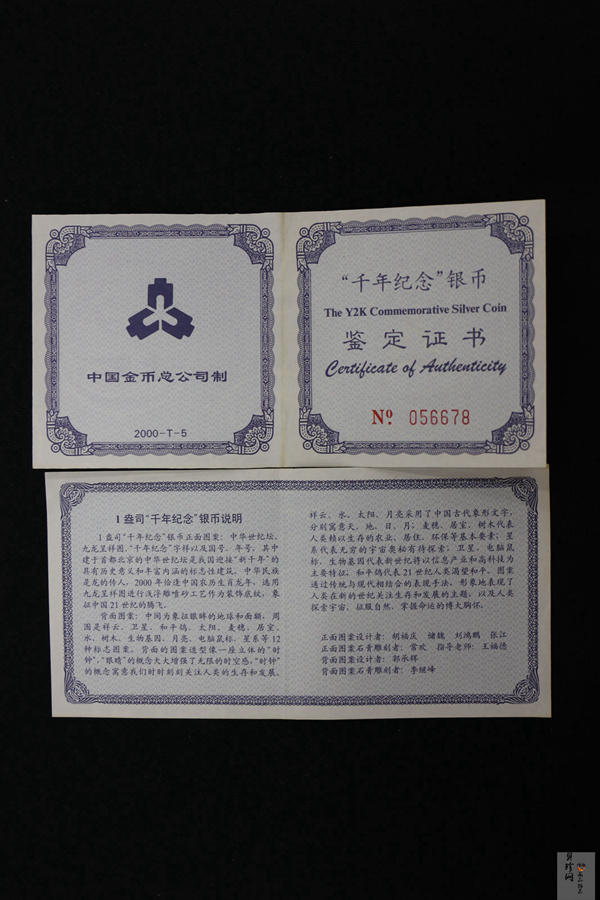 中国金币总公司制
2000-T-5
“千年纪念”银币
The Y2K Commemorative Silver Coin
鉴定证书
Certificate of Authenticity
Nº 056678
1盎司“千年纪念”银币说明
1盎司“千年纪念”银币正面图案：中华世纪坛、
九龙呈祥图、“千年纪念”字样以及国号、年号；其中
建于首都北京的中华世纪坛是我国迎接“新千年”的
具有历史意义和丰富内涵的标志性建筑。中华民族
是龙的传人，2000年恰逢中国农历生肖龙年，选用
九龙呈祥图进行浅浮雕喷砂工艺作为装饰底纹，象
征中国21世纪的腾飞。
背面图案：中间为象征眼眸的地球和面额，周
围是祥云、卫星、和平鸽、太阳、麦穗、居室、
水、树木、生物基因、月亮、电脑鼠标、星系等12
种标志图案。背面的图案造型像一座立体的“时
钟”，“眼睛”的概念大大增强了无限的时空感，“时钟”
的概念寓意我们时时刻刻关注人类的生存和发展。
祥云、水、太阳、月亮采用了中国古代象形文字，
分别寓意天、地、日、月；麦穗、居室、树木代表
人类赖以生存的农业、居住、环保等基本要素；星
系代表无穷的宇宙奥秘有待探索；卫星、电脑鼠
标、生物基因代表新世纪将以信息产业和高科技为
主要特征；和平鸽代表21世纪人类渴望和平。图案
通过传统与现代相结合的表现手法，形象地表现了
人类在新的世纪关注生存和发展的主题，以及人类
探索宇宙、征服自然、掌握命运的博大胸怀。
正面图案设计者：胡福庆 储魏 刘鸿鹏 张江
正面图案石膏雕刻者：常欢 指导老师：王福德
背面图案设计者：郭承辉
背面图案石膏雕刻者：李继峰